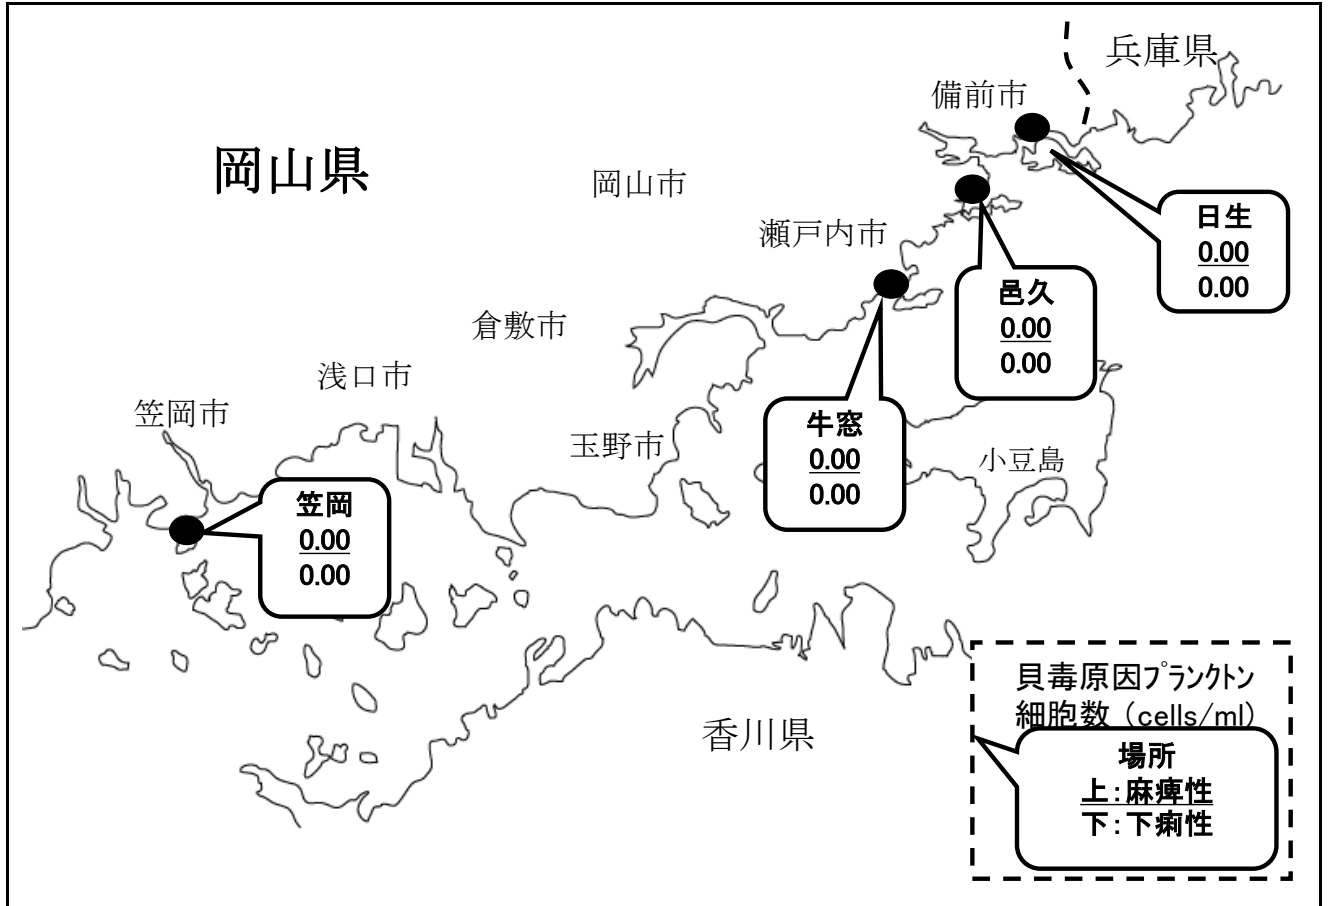 兵庫県
備前市
岡山県
岡山市
日生
0.00
0.00
瀬戸内市
邑久
0.00
0.00
倉敷市
浅口市
笠岡市
牛窓
0.00
0.00
玉野市
小豆島
笠岡
0.00
0.00
香川県
貝毒原因ﾌﾟﾗﾝｸﾄﾝ
細胞数 (cells/ml)
場所
上：麻痺性
下：下痢性